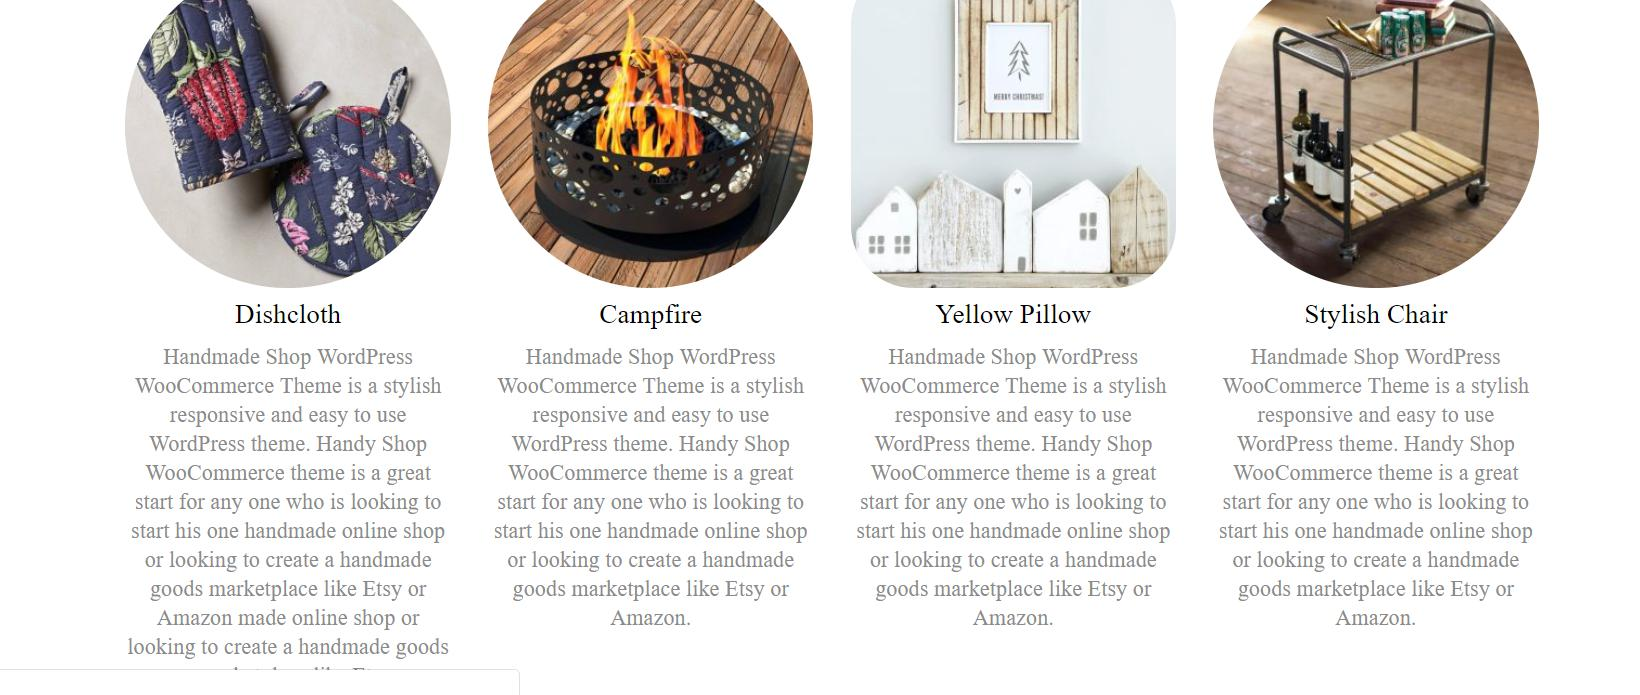 MERRY CHRISTMAS!
Dishcloth
Handmade Shop WordPress
WooCommerce Theme is a stylish
responsive and easy to use
WordPress theme. Handy Shop
WooCommerce theme is a great
start for any one who is looking to
start his one handmade online shop
or looking to create a handmade
goods marketplace like Etsy or
Amazon made online shop or
looking to create a handmade goods
Campfire
Handmade Shop WordPress
WooCommerce Theme is a stylish
responsive and easy to use
WordPress theme. Handy Shop
WooCommerce theme is a great
start for any one who is looking to
start his one handmade online shop
or looking to create a handmade
goods marketplace like Etsy or
Amazon.
Yellow Pillow
Handmade Shop WordPress
WooCommerce Theme is a stylish
responsive and easy to use
WordPress theme. Handy Shop
WooCommerce theme is a great
start for any one who is looking to
start his one handmade online shop
or looking to create a handmade
goods marketplace like Etsy or
Amazon.
Stylish Chair
Handmade Shop WordPress
WooCommerce Theme is a stylish
responsive and easy to use
WordPress theme. Handy Shop
WooCommerce theme is a great
start for any one who is looking to
start his one handmade online shop
or looking to create a handmade
goods marketplace like Etsy or
Amazon.